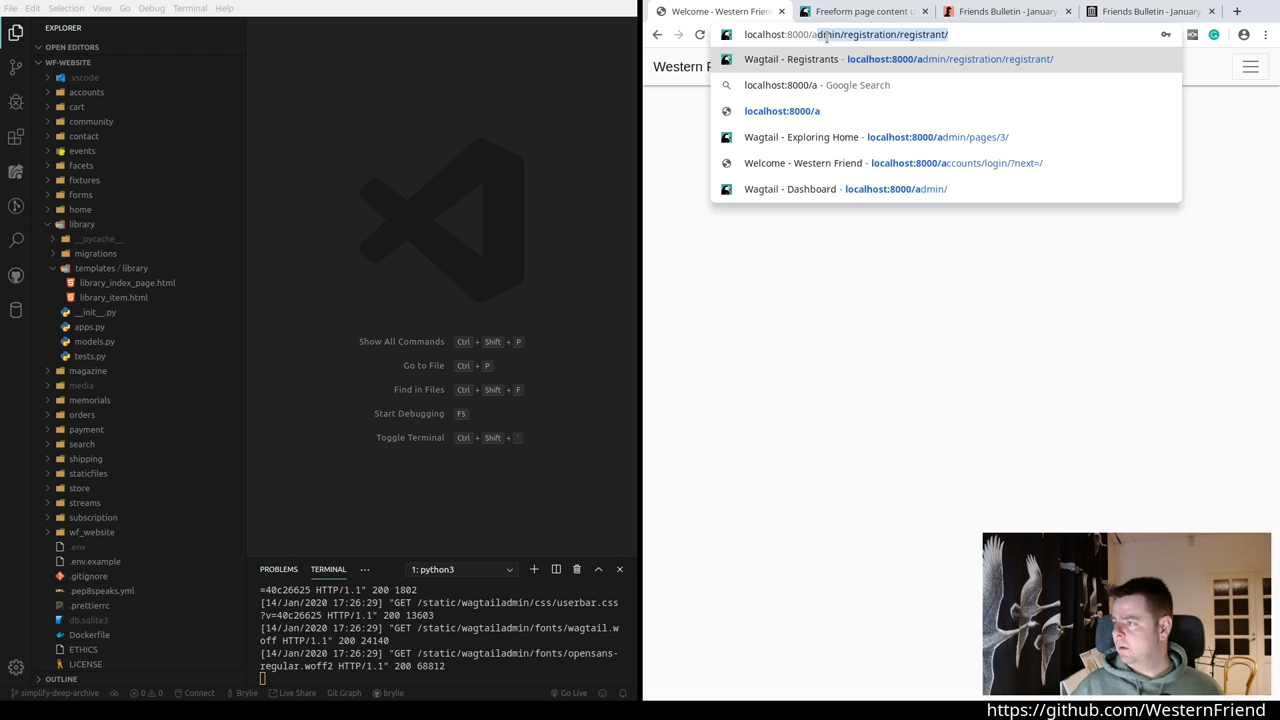 File Edit Selection View Go Debug Terminal Help
EXPLORER
OPEN EDITORS
WF-WEBSITE
.vscode
accounts
cart
community
contact
events
facets
fixtures
forms
home
library
__pycache__
migrations
templates / library
library_index_page.html
library_item.html
__init__.py
apps.py
models.py
tests.py
magazine
media
memorials
orders
payment
search
shipping
staticfiles
store
streams
subscription
wf_website
.env
.env.example
.gitignore
.pep8speaks.yml
.prettierrc
db.sqlite3
Dockerfile
ETHICS
LICENSE
OUTLINE
Show All Commands Ctrl + Shift + P
Go to File Ctrl + P
Find in Files Ctrl + Shift + F
Start Debugging F5
Toggle Terminal Ctrl + Shift + `
PROBLEMS TERMINAL ... 1: python3
=40c26625 HTTP/1.1" 200 1802
[14/Jan/2020 17:26:29] "GET /static/wagtailadmin/css/userbar.css
?v=40c26625 HTTP/1.1" 200 13603
[14/Jan/2020 17:26:29] "GET /static/wagtailadmin/fonts/wagtail.w
off HTTP/1.1" 200 24140
[14/Jan/2020 17:26:29] "GET /static/wagtailadmin/fonts/opensans-
regular.woff2 HTTP/1.1" 200 68812
simplify-deep-archive 0 0 Connect Brylie Live Share Git Graph brylie Go Live
Welcome - Western Frien Freeform page content u Friends Bulletin - January Friends Bulletin - January
localhost:8000/admin/registration/registrant/
Wagtail - Registrants - localhost:8000/admin/registration/registrant/
localhost:8000/a - Google Search
localhost:8000/a
Wagtail - Exploring Home - localhost:8000/admin/pages/3/
Welcome - Western Friend - localhost:8000/accounts/login/?next=/
Wagtail - Dashboard - localhost:8000/admin/
Western F
https://github.com/WesternFriend